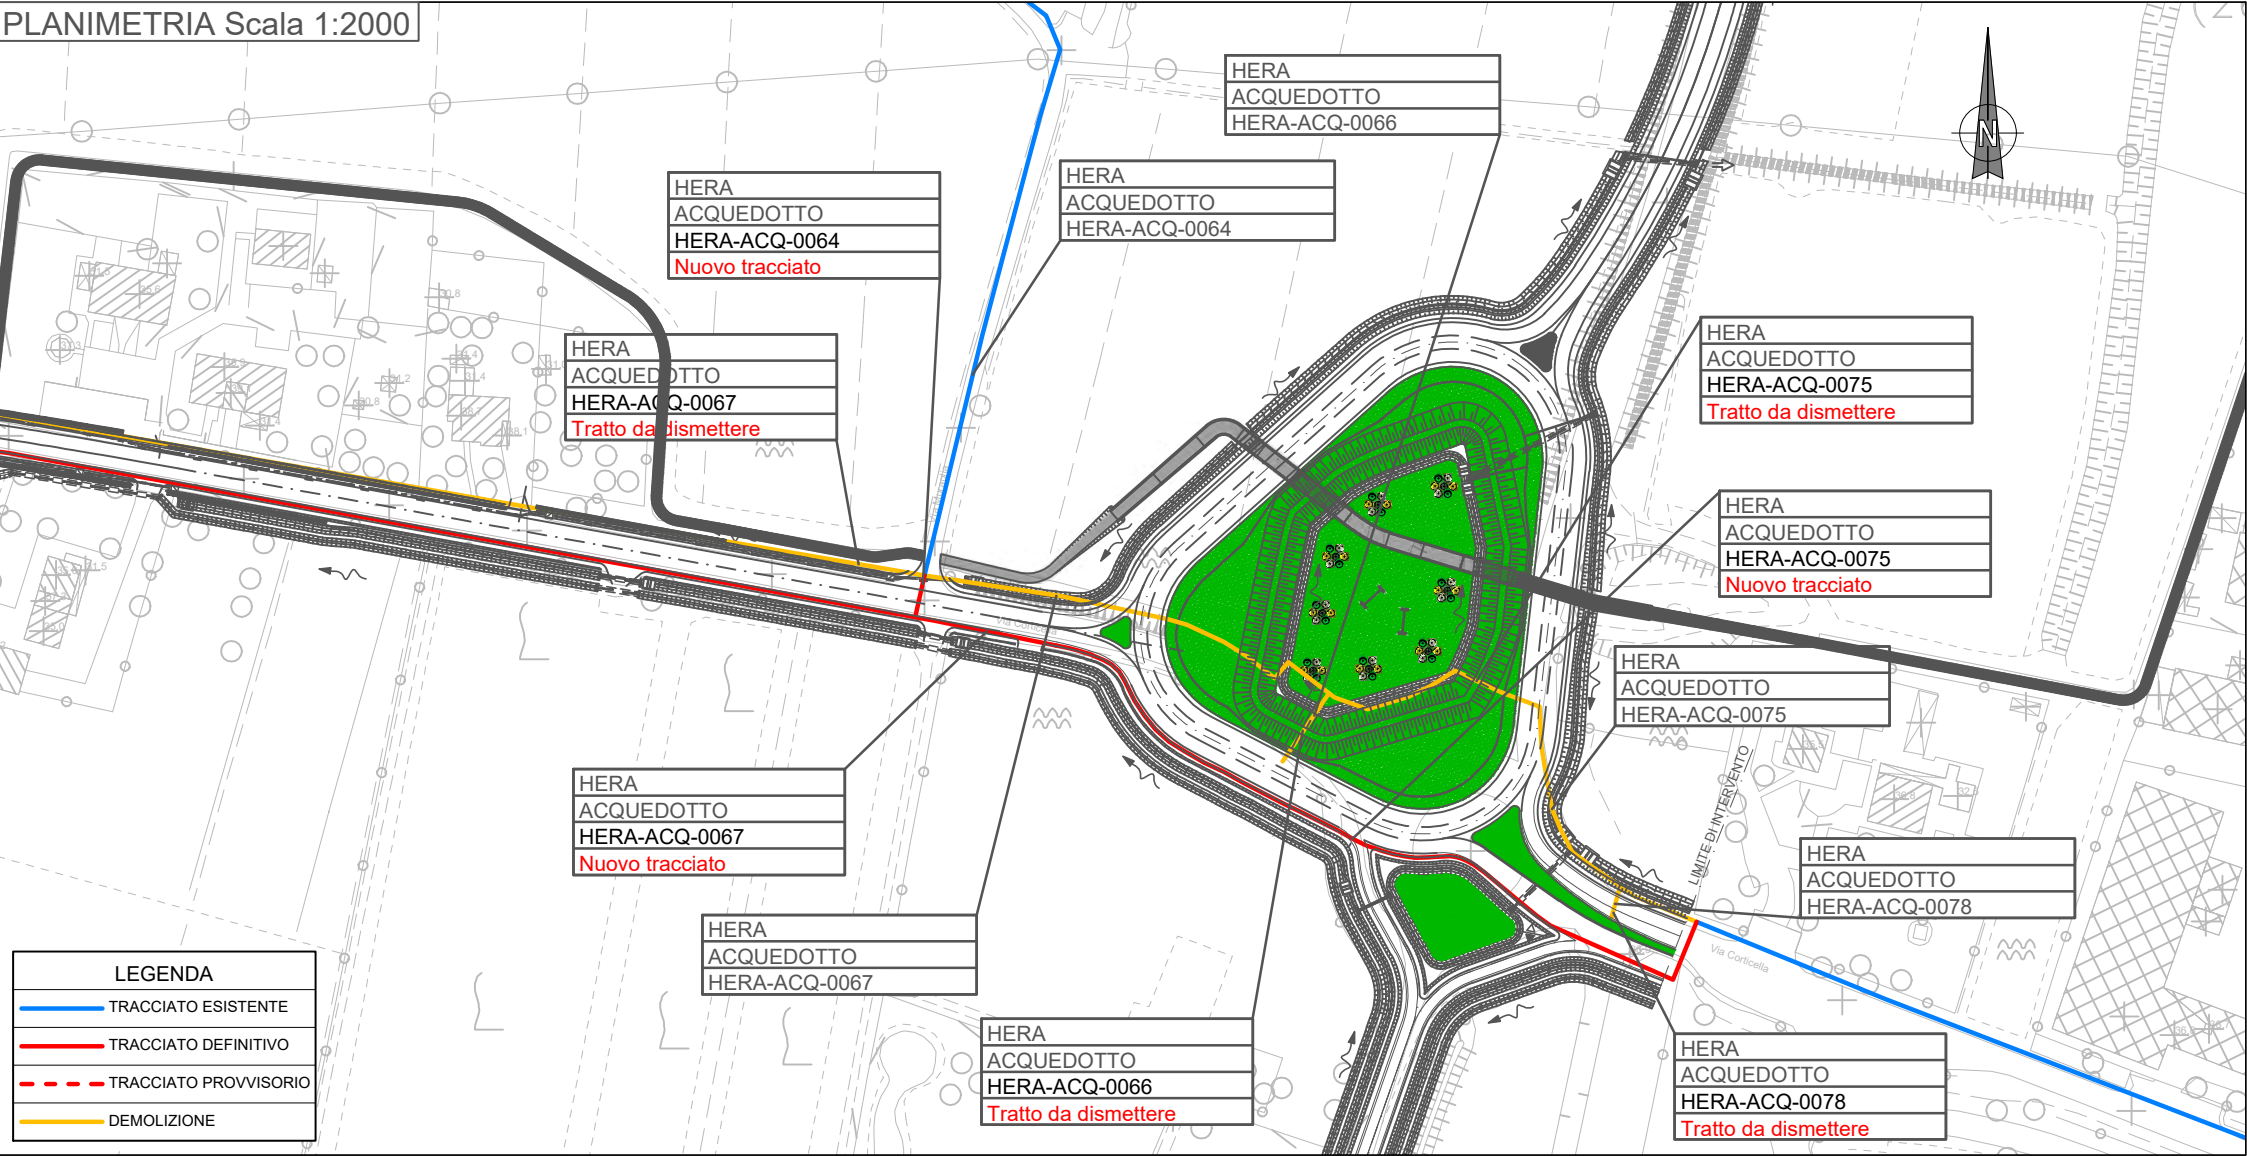 PLANIMETRIA Scala 1:2000
HERA
ACQUEDOTTO
HERA-ACQ-0066
HERA
ACQUEDOTTO
HERA-ACQ-0064
HERA
ACQUEDOTTO
HERA-ACQ-0064
Nuovo tracciato
N
HERA
ACQUEDOTTO
HERA-ACQ-0067
Tratto da dismettere
HERA
ACQUEDOTTO
HERA-ACQ-0075
Tratto da dismettere
HERA
ACQUEDOTTO
HERA-ACQ-0075
Nuovo tracciato
Via Corticella
HERA
ACQUEDOTTO
HERA-ACQ-0075
LIMITE DI INTERVENTO
HERA
ACQUEDOTTO
HERA-ACQ-0067
Nuovo tracciato
HERA
ACQUEDOTTO
HERA-ACQ-0078
Via Corticella
HERA
ACQUEDOTTO
HERA-ACQ-0067
HERA
ACQUEDOTTO
HERA-ACQ-0066
Tratto da dismettere
HERA
ACQUEDOTTO
HERA-ACQ-0078
Tratto da dismettere
LEGENDA
TRACCIATO ESISTENTE
TRACCIATO DEFINITIVO
TRACCIATO PROVVISORIO
DEMOLIZIONE